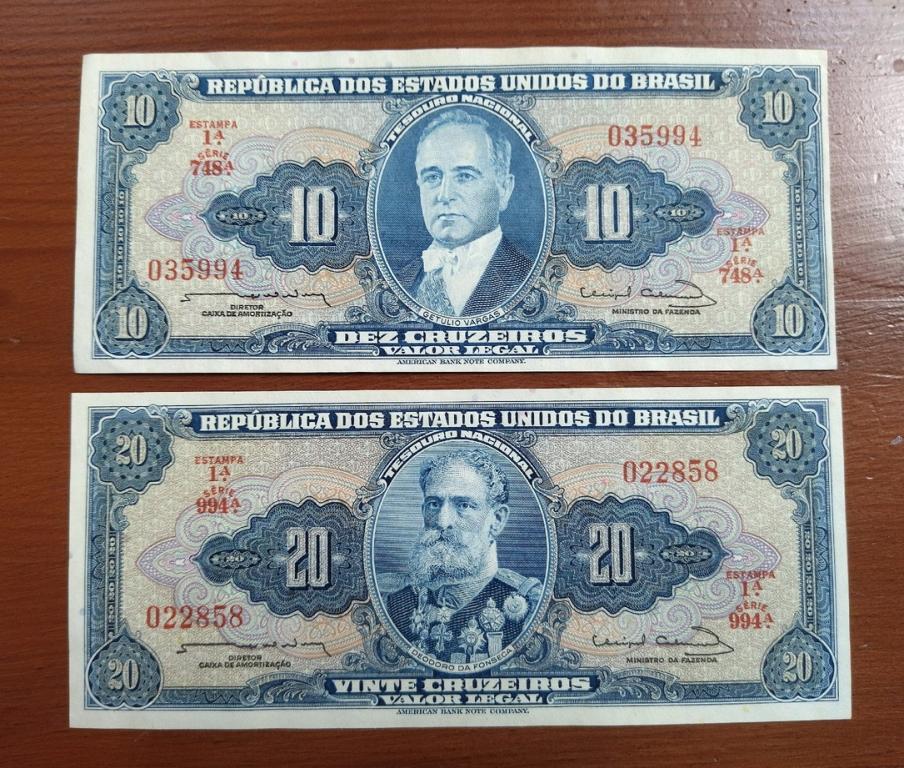 REPÚBLICA DOS ESTADOS UNIDOS DO BRASIL
TESOURO NACIONAL
10
10
ESTAMPA
1ª
SÉRIE
748ª
035994
10
10
10
10
035994
ESTAMPA
1ª
SÉRIE
748ª
DIRETOR
CAIXA DE AMORTIZAÇÃO
GETULIO VARGAS
MINISTRO DA FAZENDA
10
10
DEZ CRUZEIROS
VALOR LEGAL
AMERICAN BANK NOTE COMPANY.
REPÚBLICA DOS ESTADOS UNIDOS DO BRASIL
TESOURO NACIONAL
20
20
ESTAMPA
1ª
SÉRIE
994ª
022858
20
20
20
20
022858
ESTAMPA
1ª
SÉRIE
994ª
DIRETOR
CAIXA DE AMORTIZAÇÃO
DEODORO DA FONSECA
MINISTRO DA FAZENDA
20
20
VINTE CRUZEIROS
VALOR LEGAL
AMERICAN BANK NOTE COMPANY.